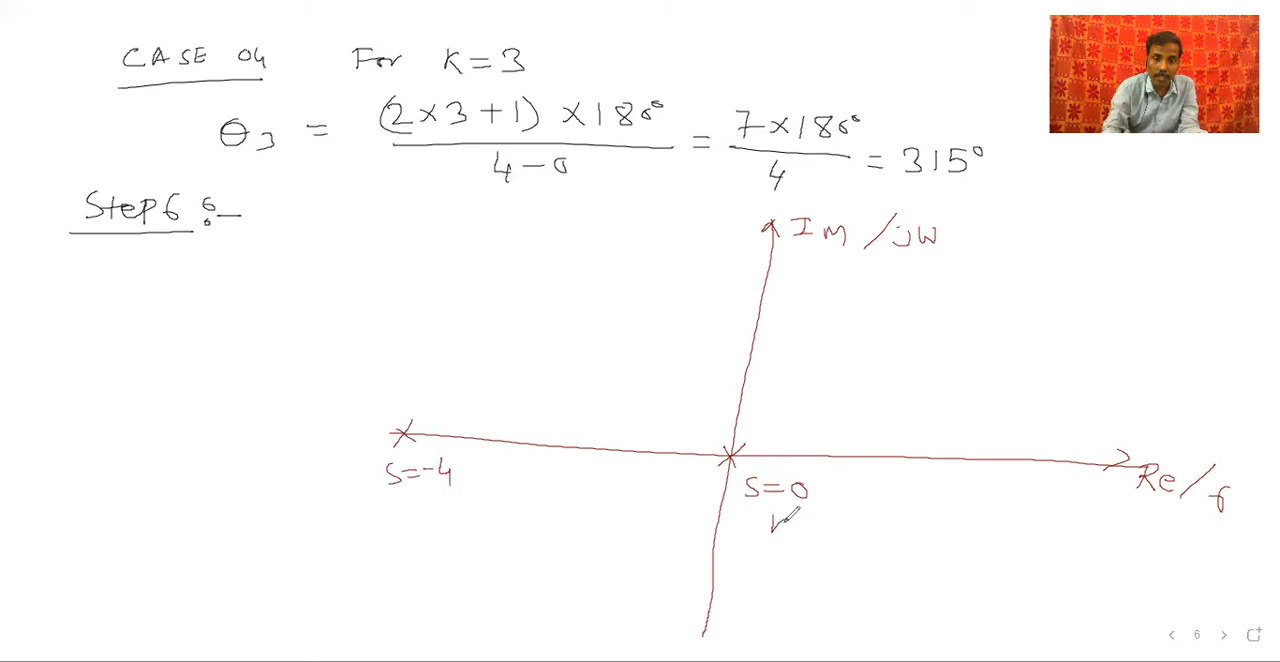 CASE 04 For K=3
θ3 = (2×3+1)×180° / 4-0 = 7×180° / 4 = 315°
Step 6 :-
Im /jω
S=-4
S=0
Re/σ
6